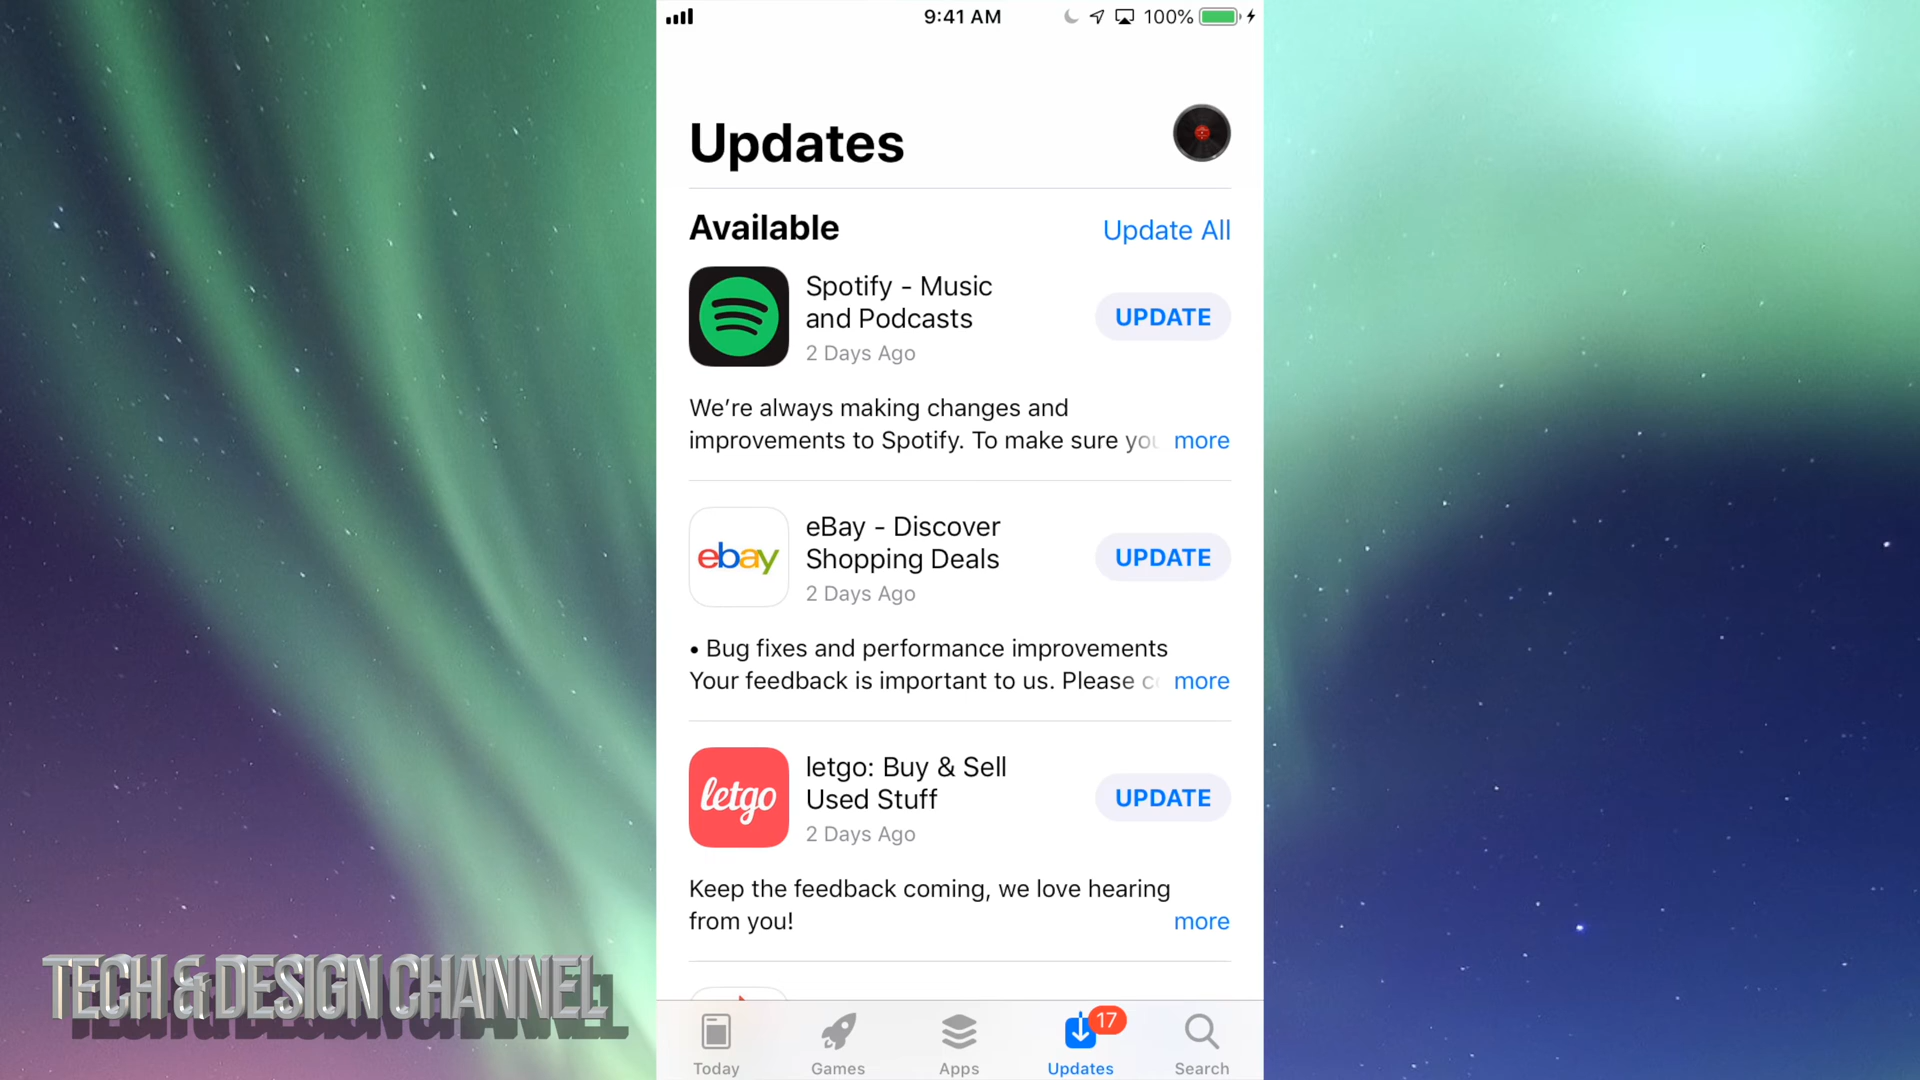 9:41 AM
100%
Updates
Available
Update All
Spotify - Music
and Podcasts
2 Days Ago
UPDATE
We’re always making changes and
improvements to Spotify. To make sure you
more
ebay
eBay - Discover
Shopping Deals
2 Days Ago
UPDATE
• Bug fixes and performance improvements
Your feedback is important to us. Please
more
letgo
letgo: Buy & Sell
Used Stuff
2 Days Ago
UPDATE
Keep the feedback coming, we love hearing
from you!
more
TECH & DESIGN CHANNEL
17
Today
Games
Apps
Updates
Search